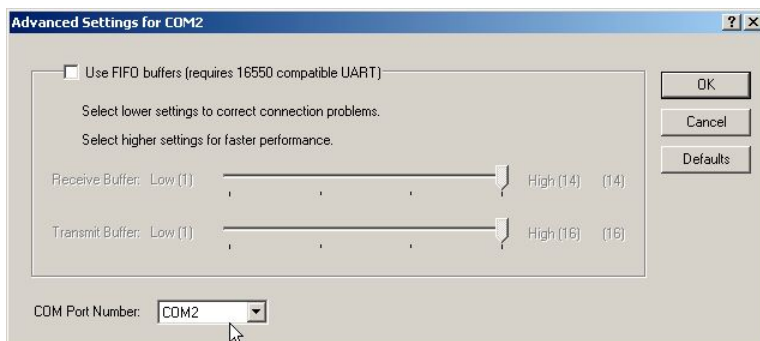 Advanced Settings for COM2
Use FIFO buffers (requires 16550 compatible UART)
OK
Select lower settings to correct connection problems.
Cancel
Select higher settings for faster performance.
Defaults
Receive Buffer: Low (1) High (14) (14)
Transmit Buffer: Low (1) High (16) (16)
COM Port Number: COM2